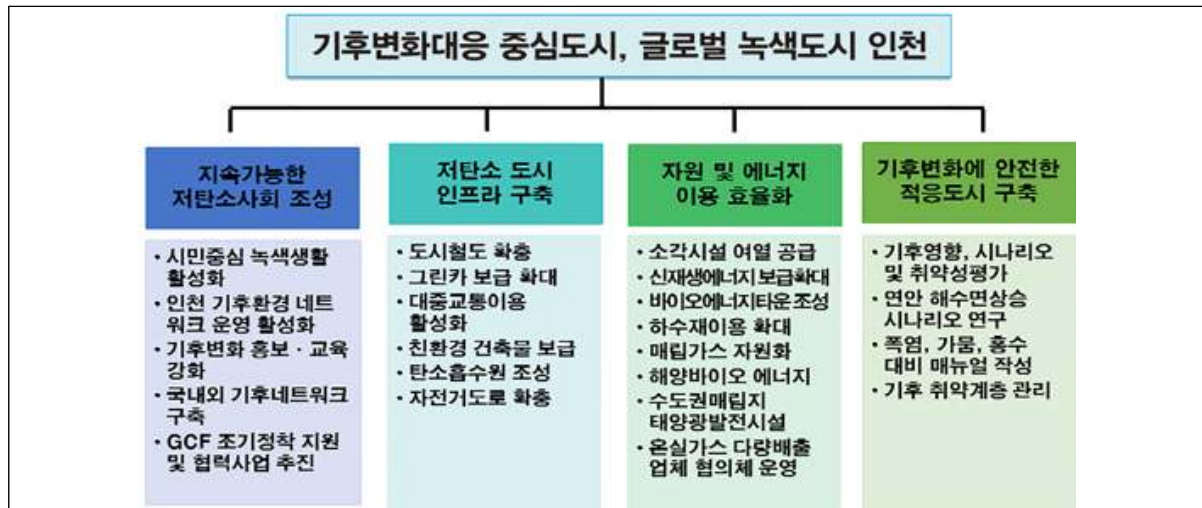 기후변화대응 중심도시, 글로벌 녹색도시 인천
지속가능한
저탄소사회 조성
• 시민중심 녹색생활
활성화
• 인천 기후환경 네트
워크 운영 활성화
• 기후변화 홍보·교육
강화
• 국내외 기후네트워크
구축
• GCF 조기정착 지원
및 협력사업 추진
저탄소 도시
인프라 구축
• 도시철도 확충
• 그린카 보급 확대
• 대중교통이용
활성화
• 친환경 건축물 보급
• 탄소흡수원 조성
• 자전거도로 확충
자원 및 에너지
이용 효율화
• 소각시설 여열 공급
• 신재생에너지 보급확대
• 바이오에너지타운 조성
• 하수재이용 확대
• 매립가스 자원화
• 해양바이오 에너지
• 수도권매립지
태양광발전시설
• 온실가스 다량배출
업체 협의체 운영
기후변화에 안전한
적응도시 구축
• 기후영향, 시나리오
및 취약성평가
• 연안 해수면상승
시나리오 연구
• 폭염, 가뭄, 홍수
대비 매뉴얼 작성
• 기후 취약계층 관리